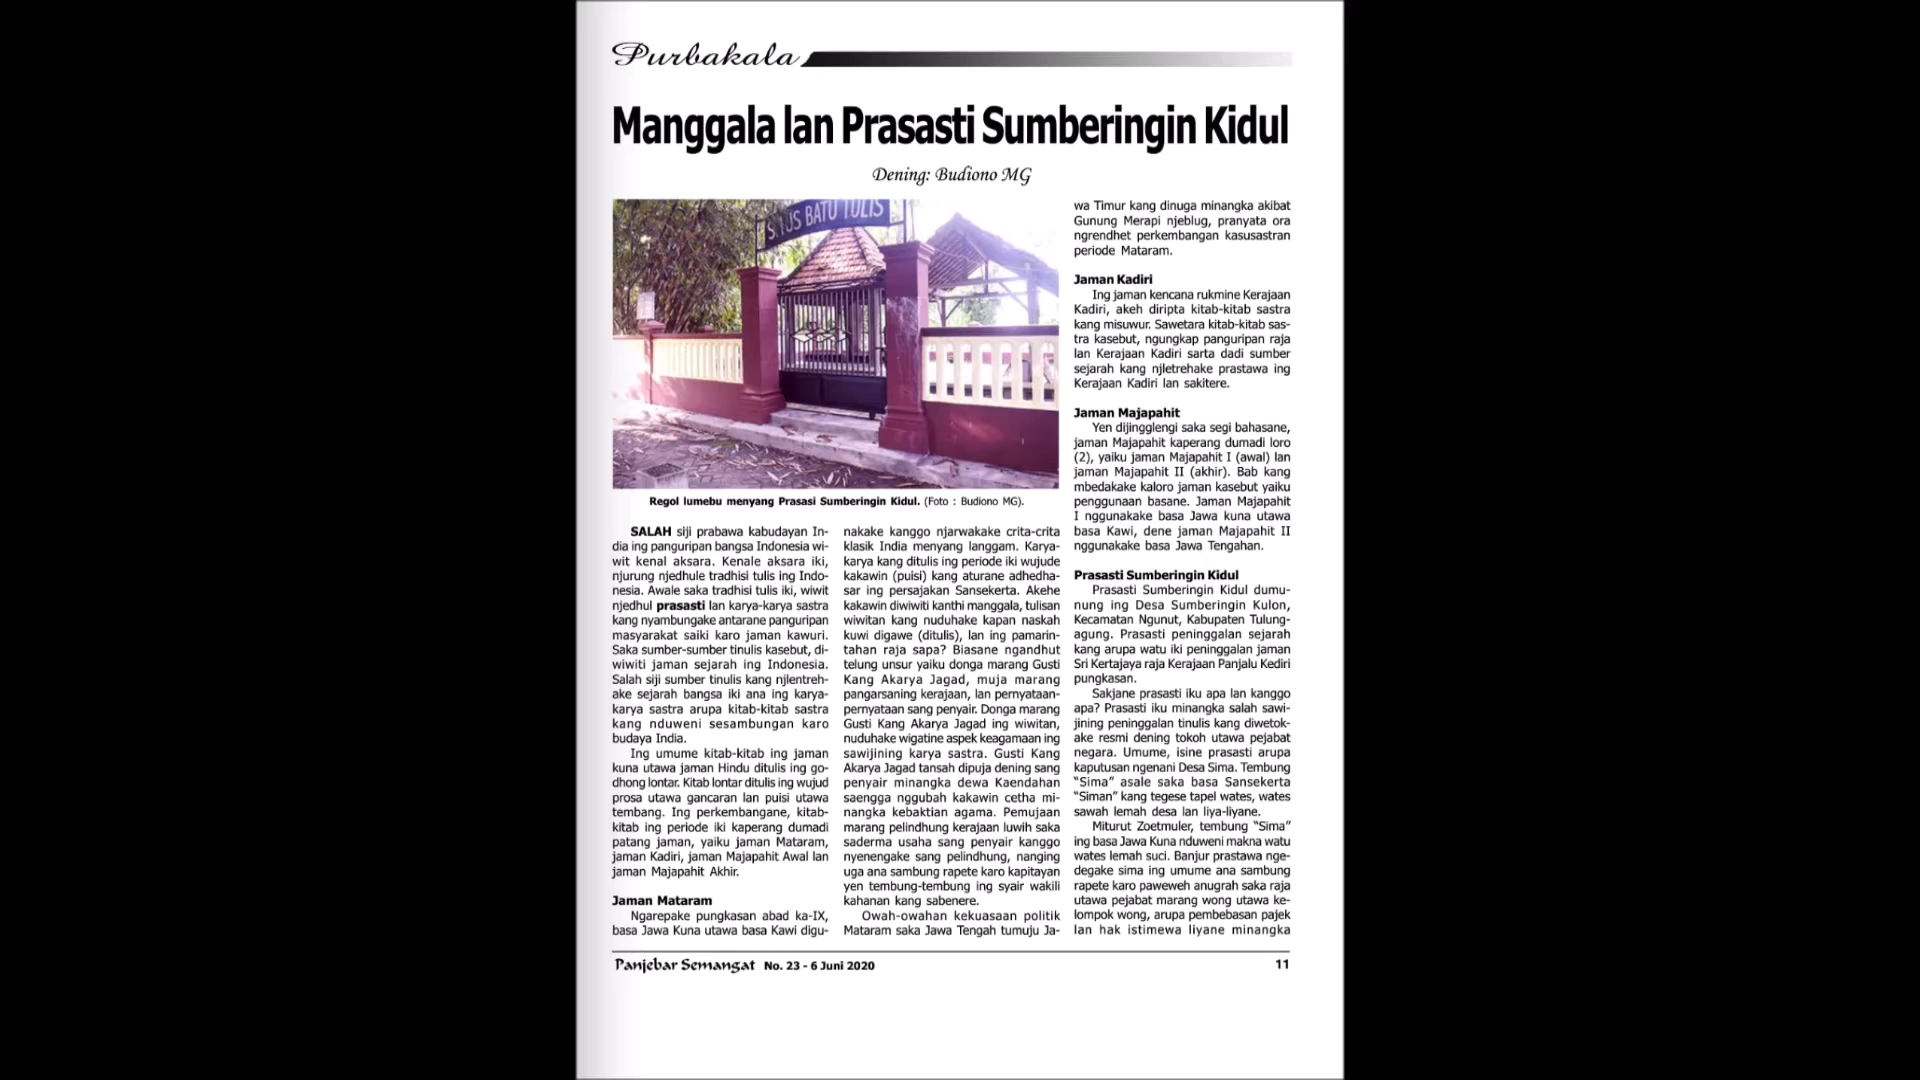 Purbakala
Manggala lan Prasasti Sumberingin Kidul
Dening: Budiono MG
SITUS BATU TULIS
Regol lumebu menyang Prasasi Sumberingin Kidul. (Foto : Budiono MG).
SALAH siji prabawa kabudayan In-
dia ing panguripan bangsa Indonesia wi-
wit kenal aksara. Kenale aksara iki,
njurung njedhule tradhisi tulis ing Indo-
nesia. Awale saka tradhisi tulis iki, wiwit
njedhul prasasti lan karya-karya sastra
kang nyambungake antarane panguripan
masyarakat saiki karo jaman kawuri.
Saka sumber-sumber tinulis kasebut, di-
wiwiti jaman sejarah ing Indonesia.
Salah siji sumber tinulis kang njlentreh-
ake sejarah bangsa iki ana ing karya-
karya sastra arupa kitab-kitab sastra
kang nduweni sesambungan karo
budaya India.
Ing umume kitab-kitab ing jaman
kuna utawa jaman Hindu ditulis ing go-
dhong lontar. Kitab lontar ditulis ing wujud
prosa utawa gancaran lan puisi utawa
tembang. Ing perkembangane, kitab-
kitab ing periode iki kaperang dumadi
patang jaman, yaiku jaman Mataram,
jaman Kadiri, jaman Majapahit Awal lan
jaman Majapahit Akhir.
Jaman Mataram
Ngarepake pungkasan abad ka-IX,
basa Jawa Kuna utawa basa Kawi digu-
nakake kanggo njarwakake crita-crita
klasik India menyang langgam. Karya-
karya kang ditulis ing periode iki wujude
kakawin (puisi) kang aturane adhedha-
sar ing persajakan Sansekerta. Akehe
kakawin diwiwiti kanthi manggala, tulisan
wiwitan kang nuduhake kapan naskah
kuwi digawe (ditulis), lan ing pamarin-
tahan raja sapa? Biasane ngandhut
telung unsur yaiku donga marang Gusti
Kang Akarya Jagad, muja marang
pangarsaning kerajaan, lan pernyataan-
pernyataan sang penyair. Donga marang
Gusti Kang Akarya Jagad ing wiwitan,
nuduhake wigatine aspek keagamaan ing
sawijining karya sastra. Gusti Kang
Akarya Jagad tansah dipuja dening sang
penyair minangka dewa Kaendahan
saengga nggubah kakawin cetha mi-
nangka kebaktian agama. Pemujaan
marang pelindhung kerajaan luwih saka
saderma usaha sang penyair kanggo
nyenengake sang pelindhung, nanging
uga ana sambung rapete karo kapitayan
yen tembung-tembung ing syair wakili
kahanan kang sabenere.
Owah-owahan kekuasaan politik
Mataram saka Jawa Tengah tumuju Ja-
wa Timur kang dinuga minangka akibat
Gunung Merapi njeblug, pranyata ora
ngrendhet perkembangan kasusastran
periode Mataram.
Jaman Kadiri
Ing jaman kencana rukmine Kerajaan
Kadiri, akeh diripta kitab-kitab sastra
kang misuwur. Sawetara kitab-kitab sas-
tra kasebut, ngungkap panguripan raja
lan Kerajaan Kadiri sarta dadi sumber
sejarah kang njletrehake prastawa ing
Kerajaan Kadiri lan sakitere.
Jaman Majapahit
Yen dijingglengi saka segi bahasane,
jaman Majapahit kaperang dumadi loro
(2), yaiku jaman Majapahit I (awal) lan
jaman Majapahit II (akhir). Bab kang
mbedakake kaloro jaman kasebut yaiku
penggunaan basane. Jaman Majapahit
I nggunakake basa Jawa kuna utawa
basa Kawi, dene jaman Majapahit II
nggunakake basa Jawa Tengahan.
Prasasti Sumberingin Kidul
Prasasti Sumberingin Kidul dumu-
nung ing Desa Sumberingin Kulon,
Kecamatan Ngunut, Kabupaten Tulung-
agung. Prasasti peninggalan sejarah
kang arupa watu iki peninggalan jaman
Sri Kertajaya raja Kerajaan Panjalu Kediri
pungkasan.
Sakjane prasasti iku apa lan kanggo
apa? Prasasti iku minangka salah sawi-
jining peninggalan tinulis kang diwetok-
ake resmi dening tokoh utawa pejabat
negara. Umume, isine prasasti arupa
kaputusan ngenani Desa Sima. Tembung
"Sima" asale saka basa Sansekerta
"Siman" kang tegese tapel wates, wates
sawah lemah desa lan liya-liyane.
Miturut Zoetmuler, tembung "Sima"
ing basa Jawa Kuna nduweni makna watu
wates lemah suci. Banjur prastawa nge-
degake sima ing umume ana sambung
rapete karo paweweh anugrah saka raja
utawa pejabat marang wong utawa ke-
lompok wong, arupa pembebasan pajek
lan hak istimewa liyane minangka
Panjebar Semangat No. 23 - 6 Juni 2020
11